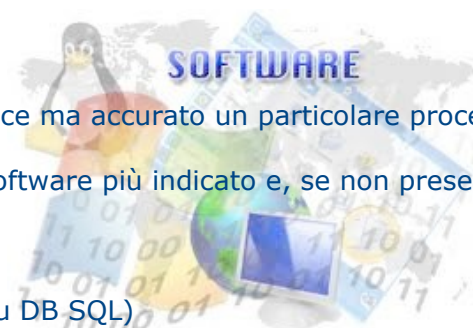 SOFTWARE
ce ma accurato un particolare proce
oftware più indicato e, se non prese
u DB SQL)